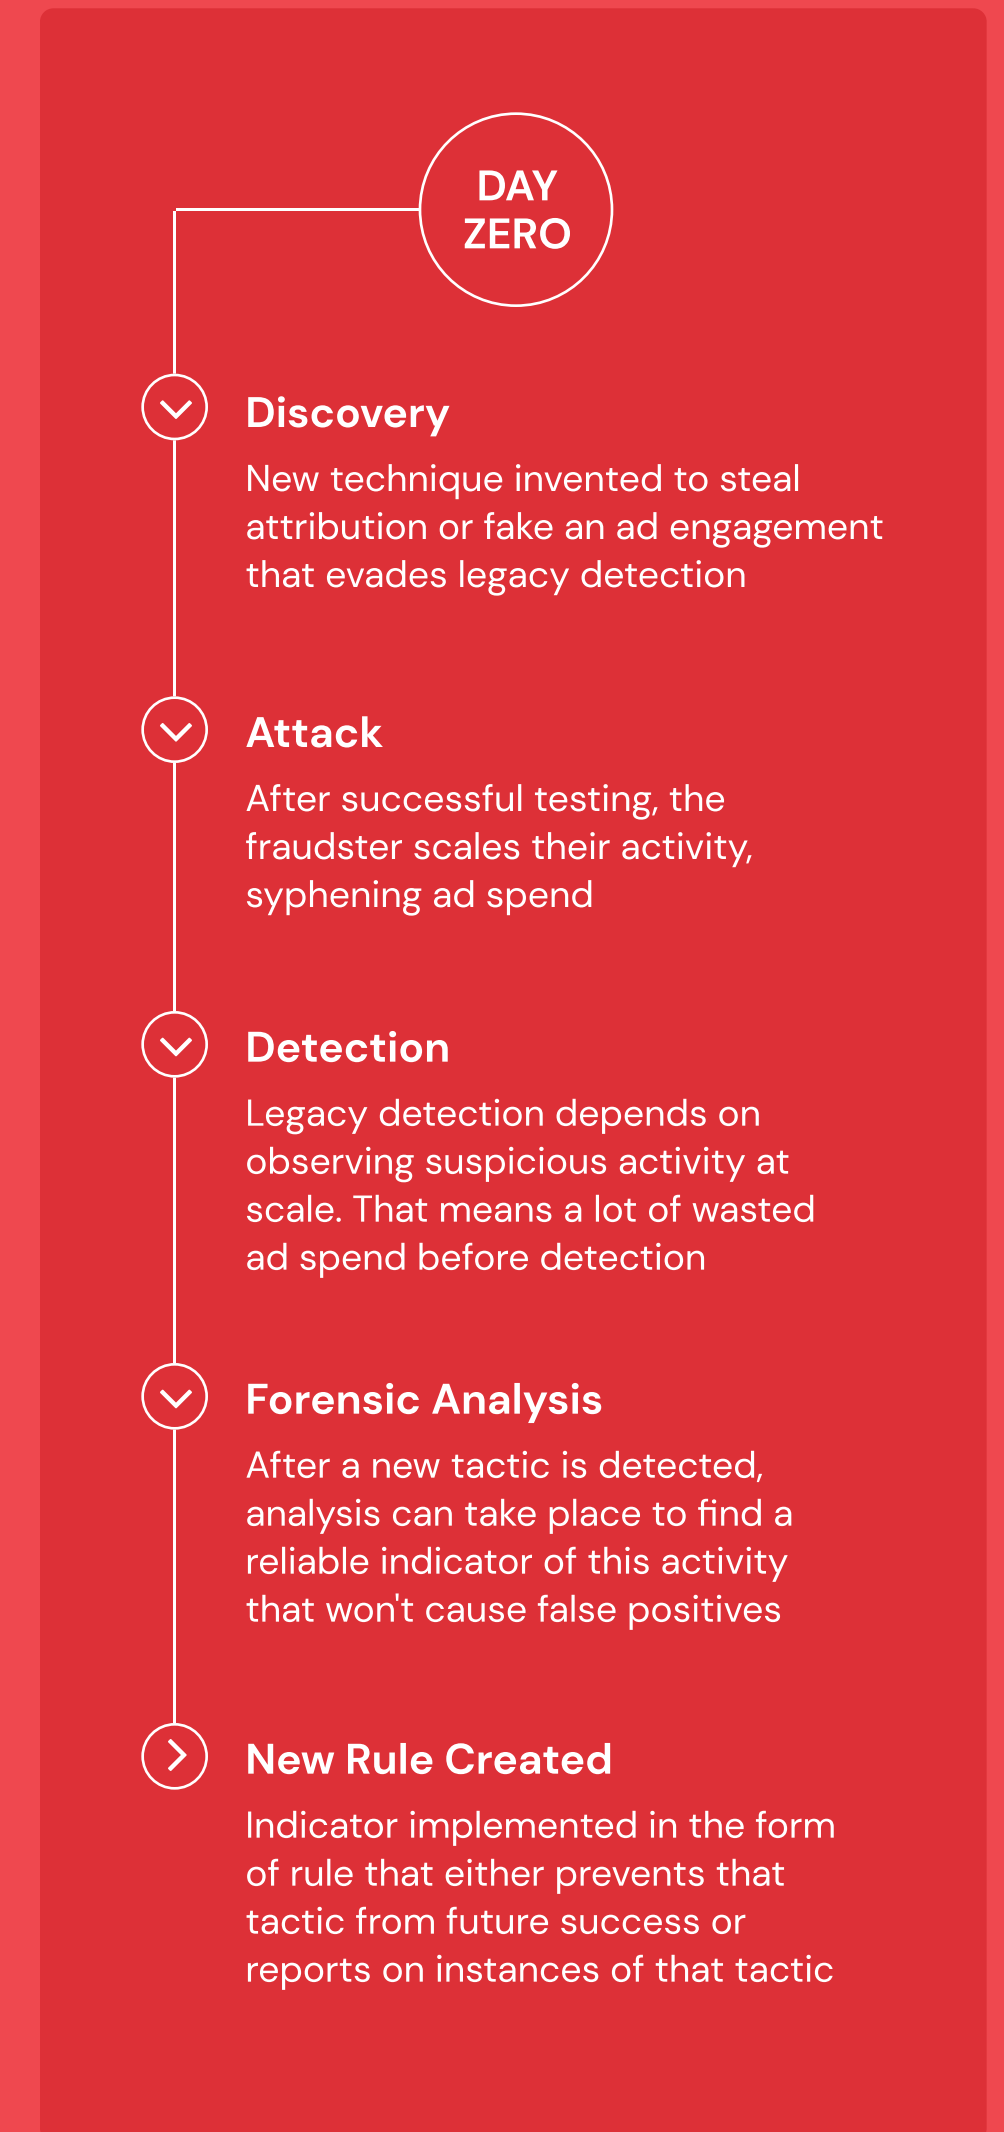 DAY
ZERO
Discovery
New technique invented to steal
attribution or fake an ad engagement
that evades legacy detection
Attack
After successful testing, the
fraudster scales their activity,
syphening ad spend
Detection
Legacy detection depends on
observing suspicious activity at
scale. That means a lot of wasted
ad spend before detection
Forensic Analysis
After a new tactic is detected,
analysis can take place to find a
reliable indicator of this activity
that won't cause false positives
New Rule Created
Indicator implemented in the form
of rule that either prevents that
tactic from future success or
reports on instances of that tactic